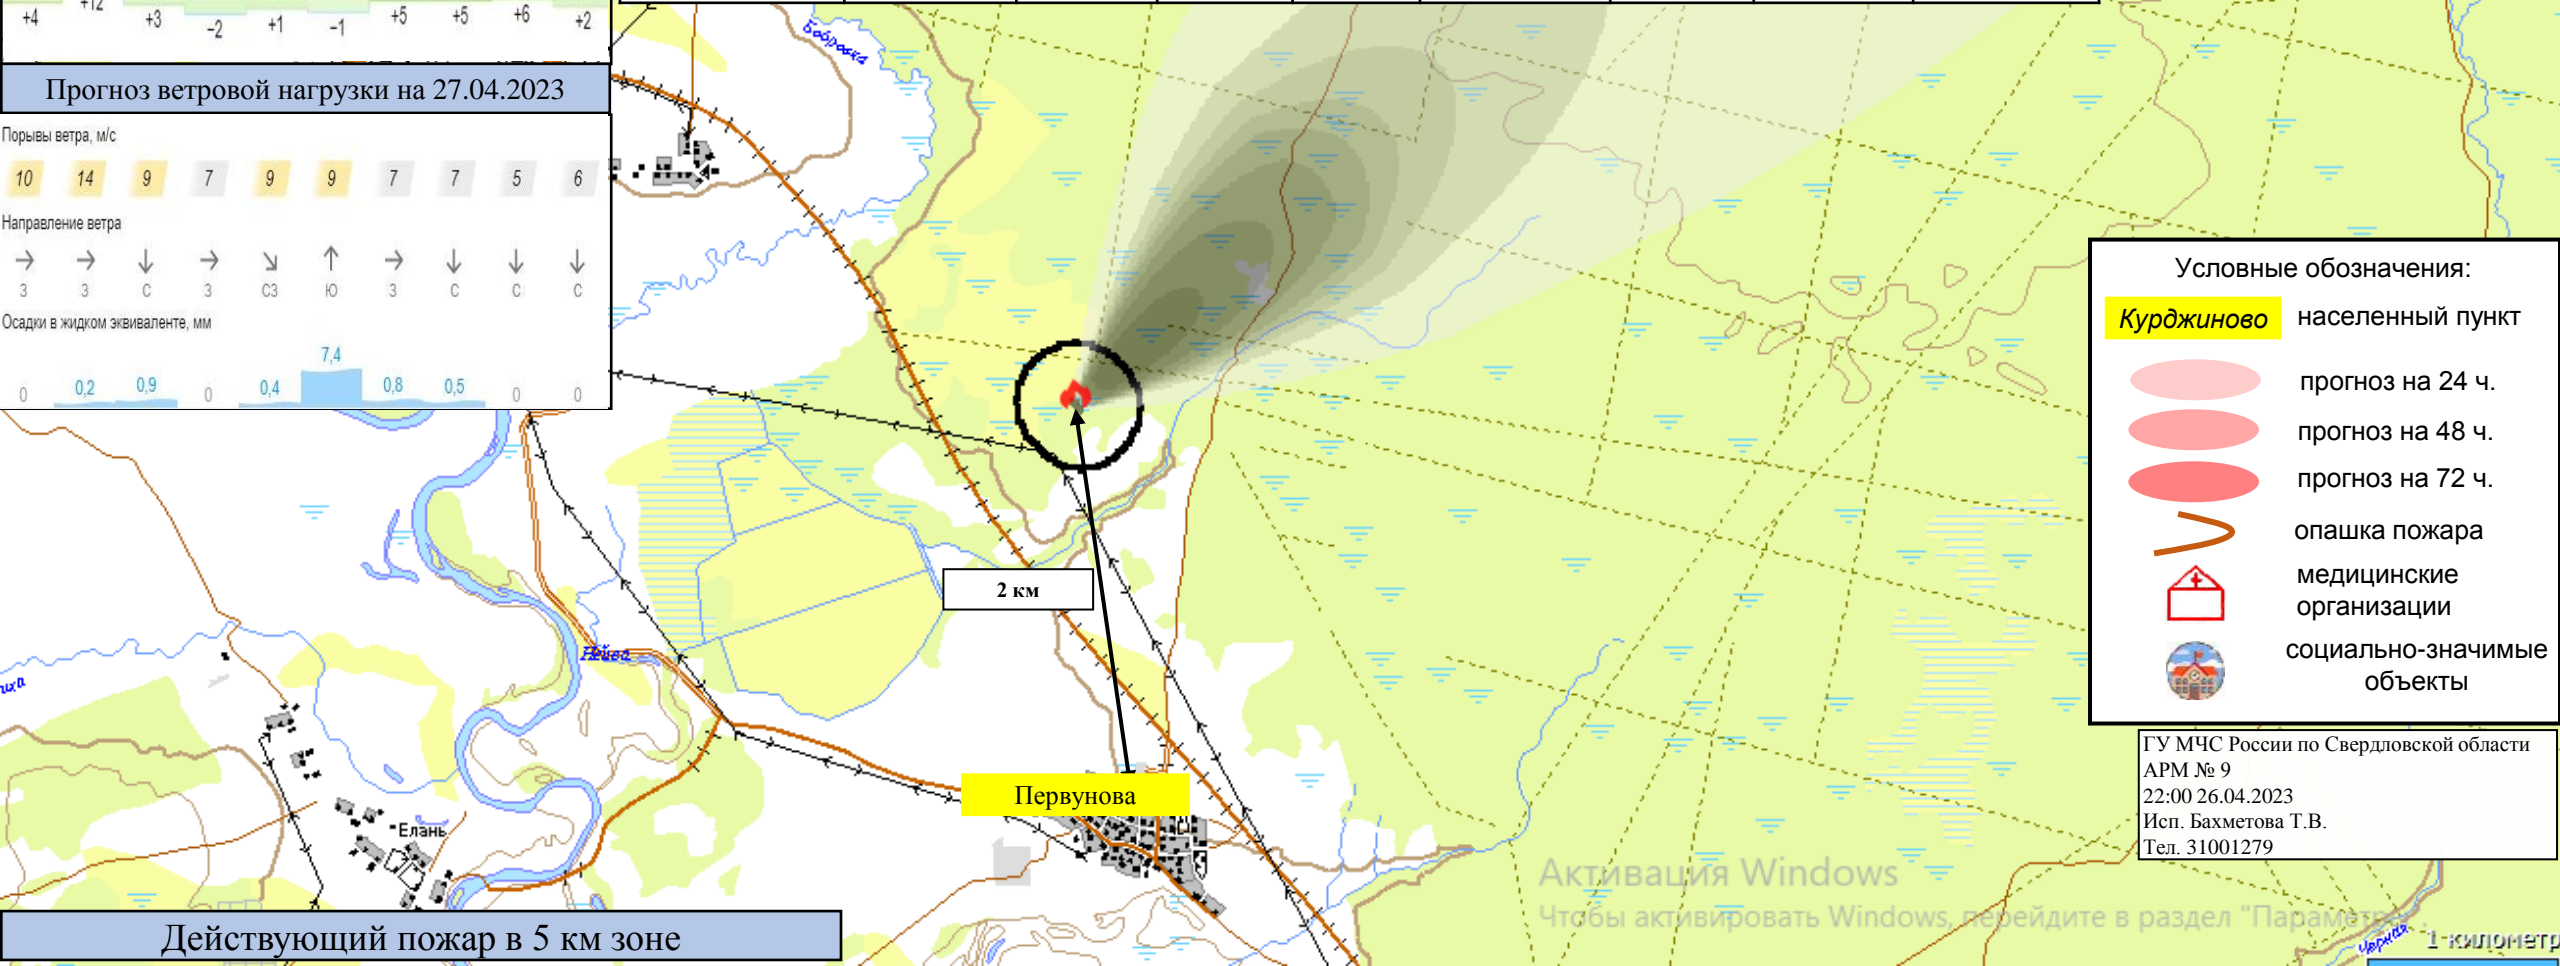 +4 +12 +3 −2 +1 −1 +5 +5 +6 +2
Прогноз ветровой нагрузки на 27.04.2023
Порывы ветра, м/с
10 14 9 7 9 9 7 7 5 6
Направление ветра
З З С З СЗ Ю З С С С
Осадки в жидком эквиваленте, мм
0 0,2 0,9 0 0,4 7,4 0,8 0,5 0 0
Бобровка
Нейва
Елань
2 км
Первунова
Действующий пожар в 5 км зоне
Условные обозначения:
Курджиново населенный пункт
прогноз на 24 ч.
прогноз на 48 ч.
прогноз на 72 ч.
опашка пожара
медицинские
организации
социально-значимые
объекты
ГУ МЧС России по Свердловской области
АРМ № 9
22:00 26.04.2023
Исп. Бахметова Т.В.
Тел. 31001279
Активация Windows
Чтобы активировать Windows, перейдите в раздел "Параметры".
Черная
1 километр